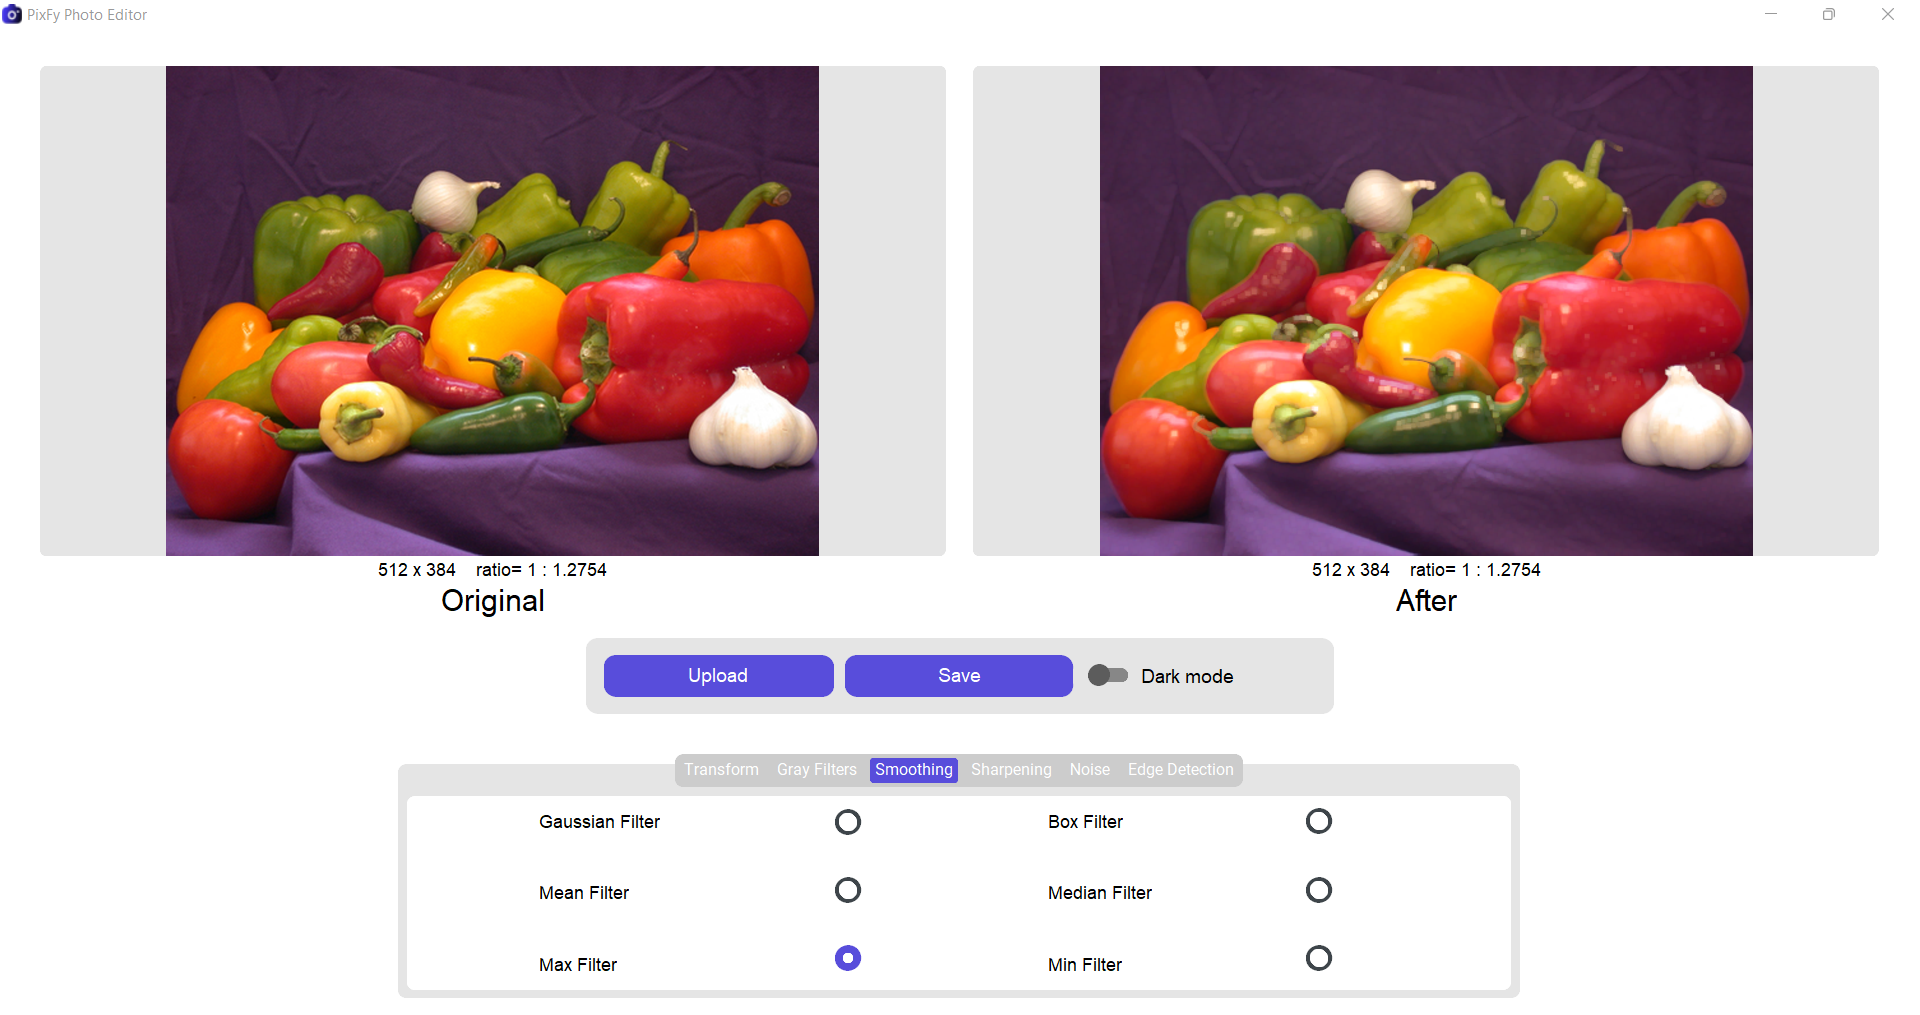 PixFy Photo Editor
512 x 384 ratio= 1 : 1.2754
Original
512 x 384 ratio= 1 : 1.2754
After
Upload
Save
Dark mode
Transform
Gray Filters
Smoothing
Sharpening
Noise
Edge Detection
Gaussian Filter
Box Filter
Mean Filter
Median Filter
Max Filter
Min Filter